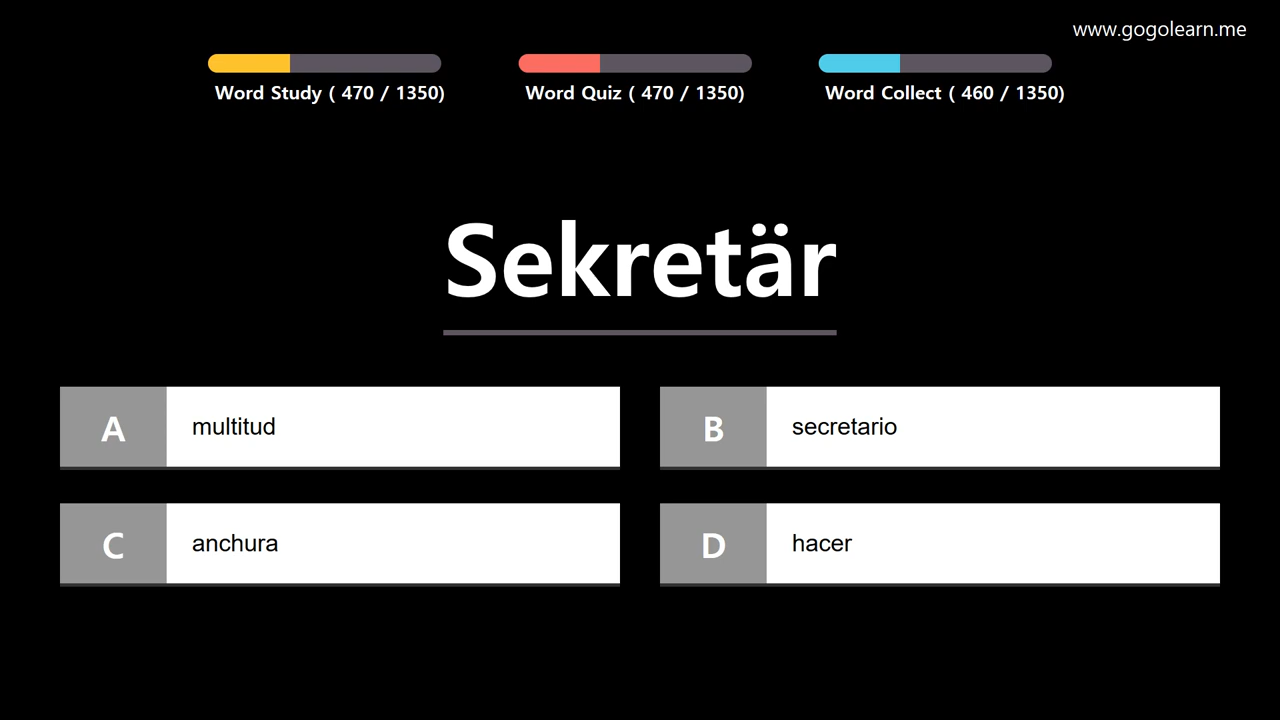 www.gogolearn.me
Word Study ( 470 / 1350)
Word Quiz ( 470 / 1350)
Word Collect ( 460 / 1350)
Sekretär
A multitud
B secretario
C anchura
D hacer